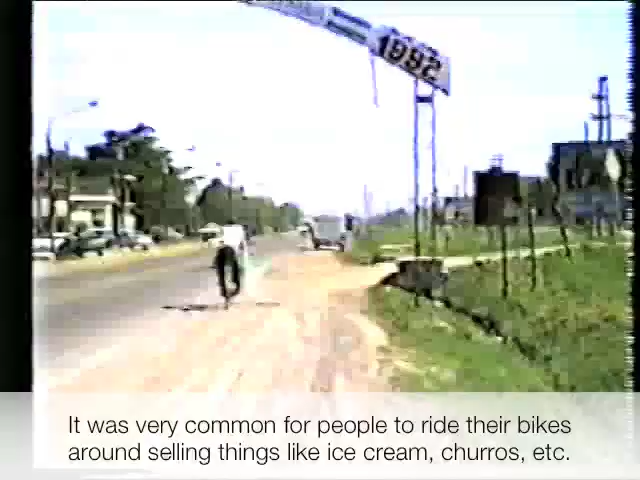 1992
It was very common for people to ride their bikes
around selling things like ice cream, churros, etc.